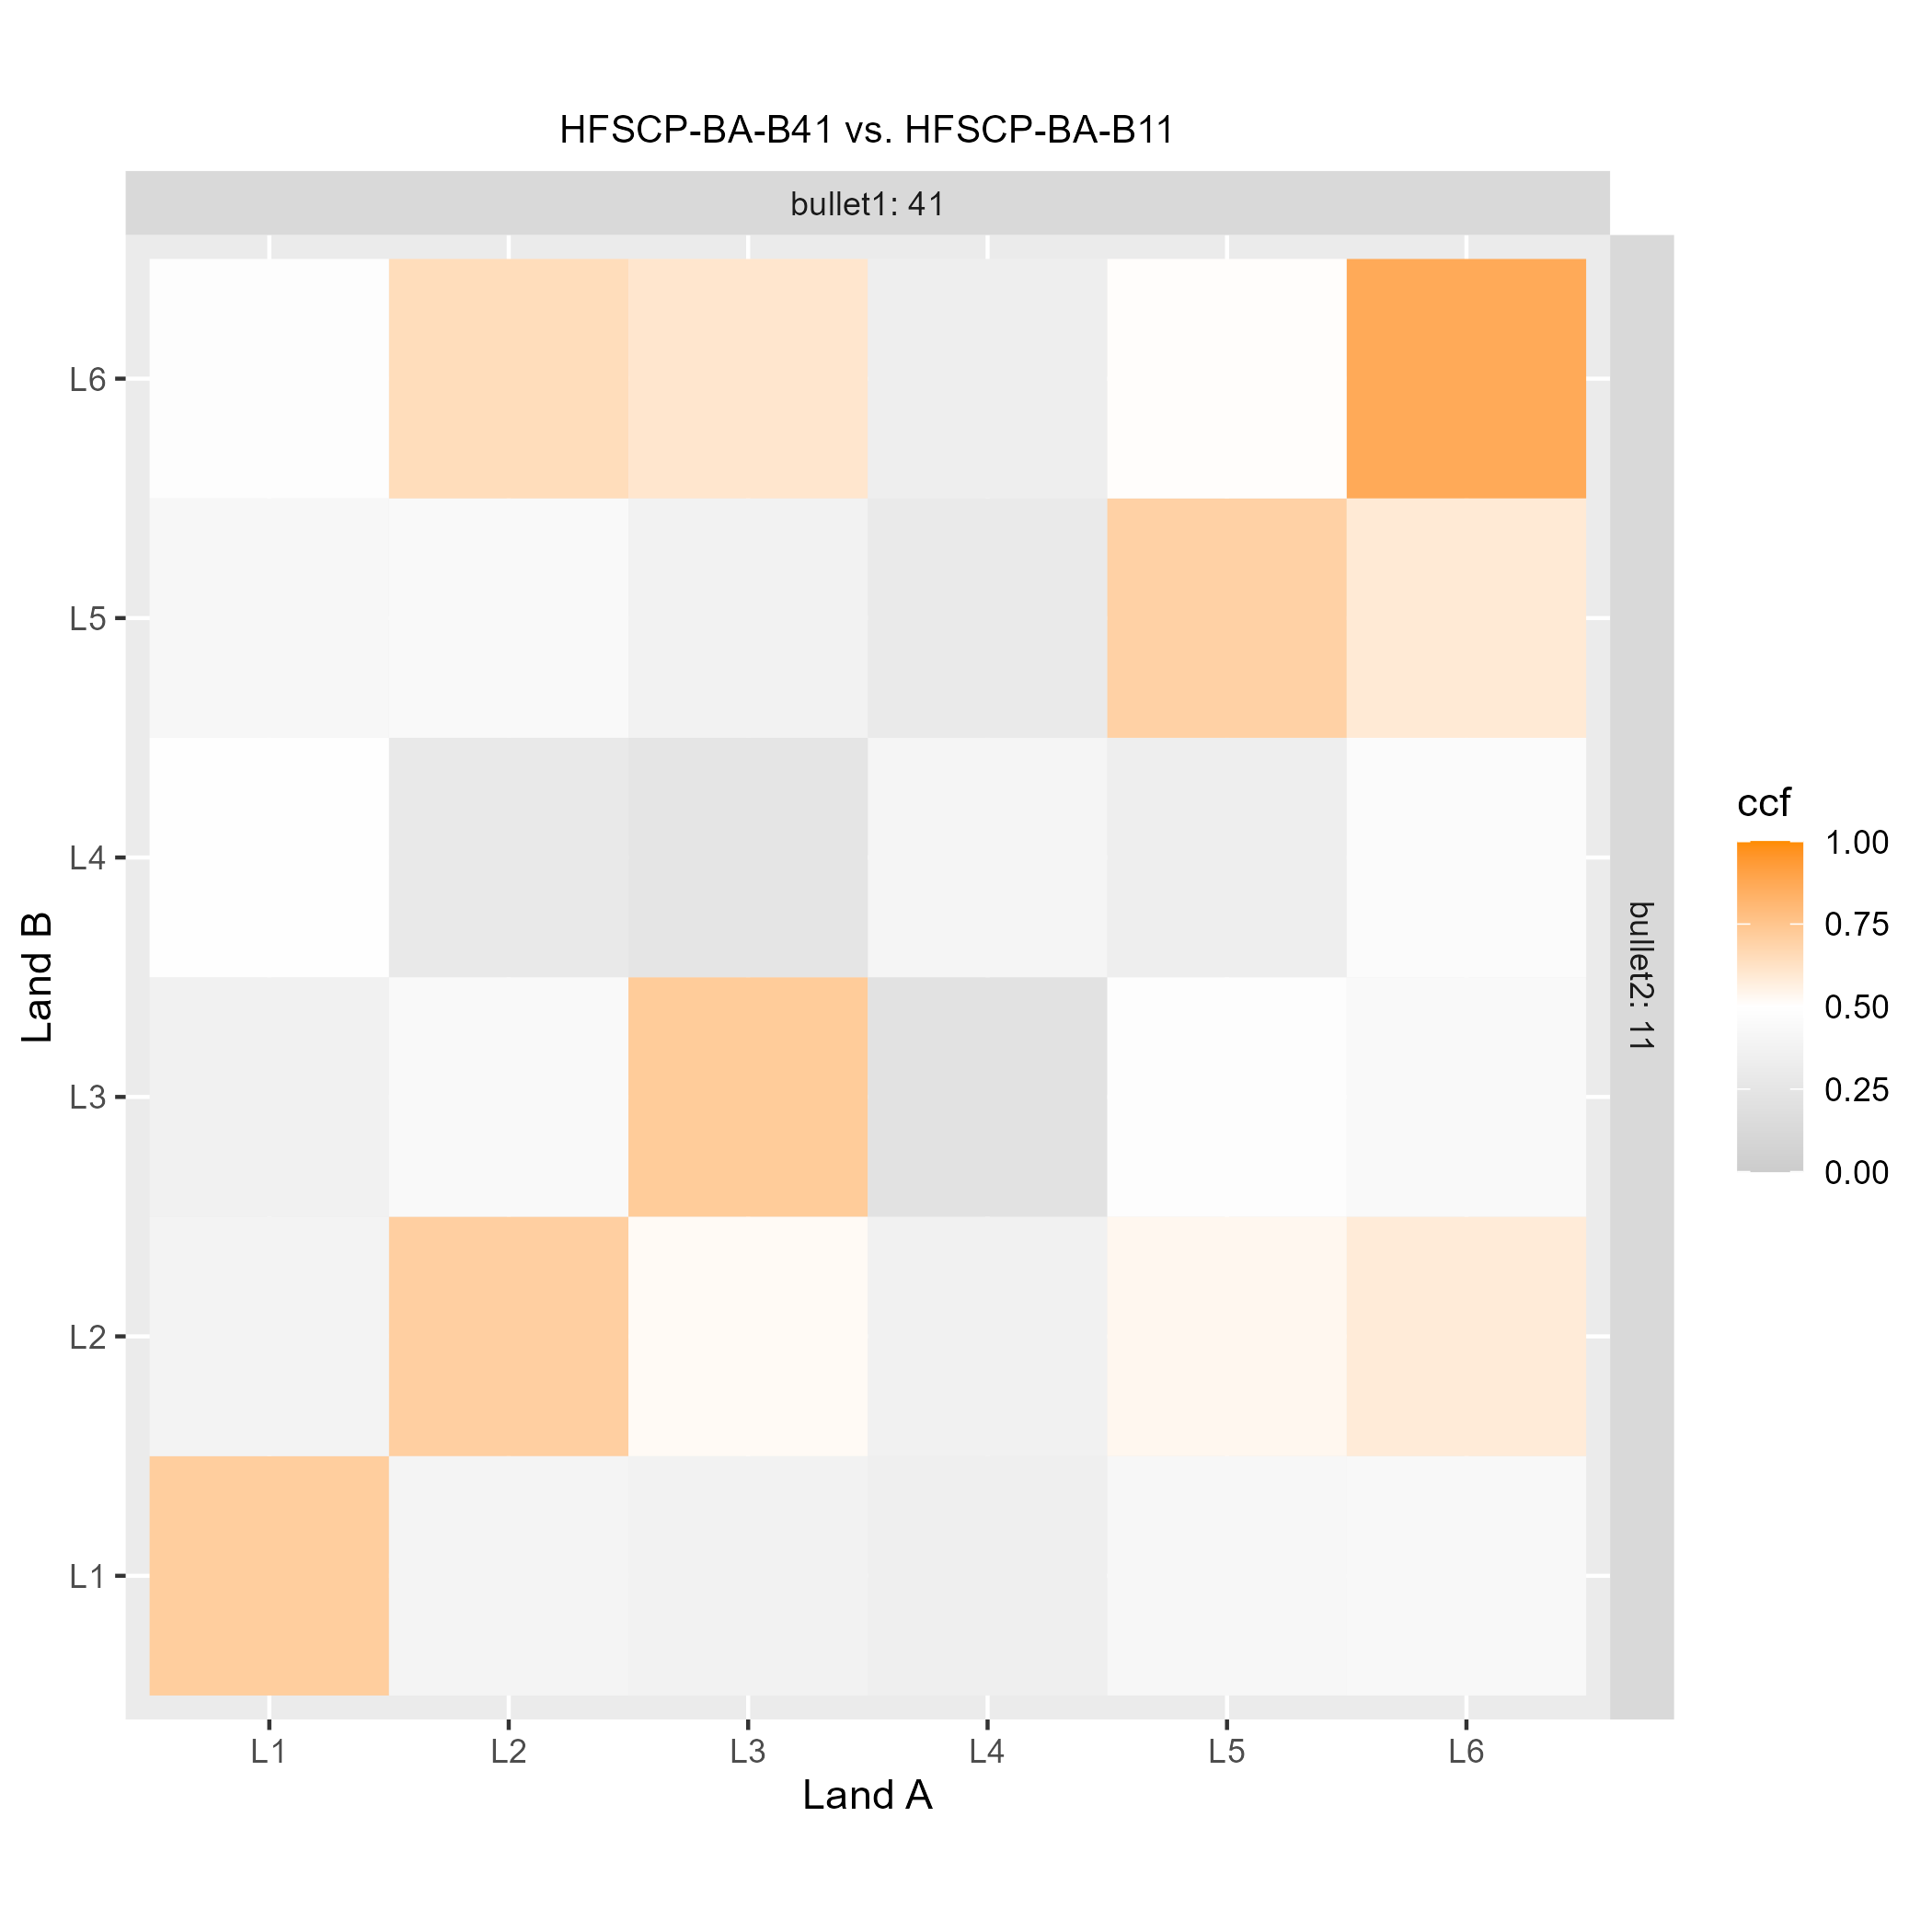 HFSCP-BA-B41 vs. HFSCP-BA-B11
bullet1: 41
L6
L5
L4
L3
L2
L1
Land B
bullet2: 11
ccf
1.00
0.75
0.50
0.25
0.00
L1 L2 L3 L4 L5 L6
Land A